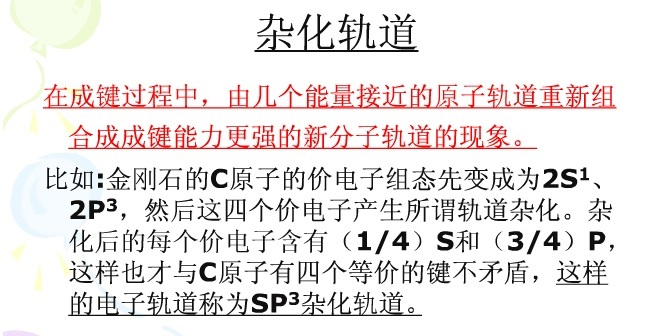 杂化轨道
在成键过程中，由几个能量接近的原子轨道重新组
合成成键能力更强的新分子轨道的现象。
比如:金刚石的C原子的价电子组态先变成为2S¹、
2P³，然后这四个价电子产生所谓轨道杂化。杂
化后的每个价电子含有（1/4）S和（3/4）P，
这样也才与C原子有四个等价的键不矛盾，这样
的电子轨道称为SP³杂化轨道。